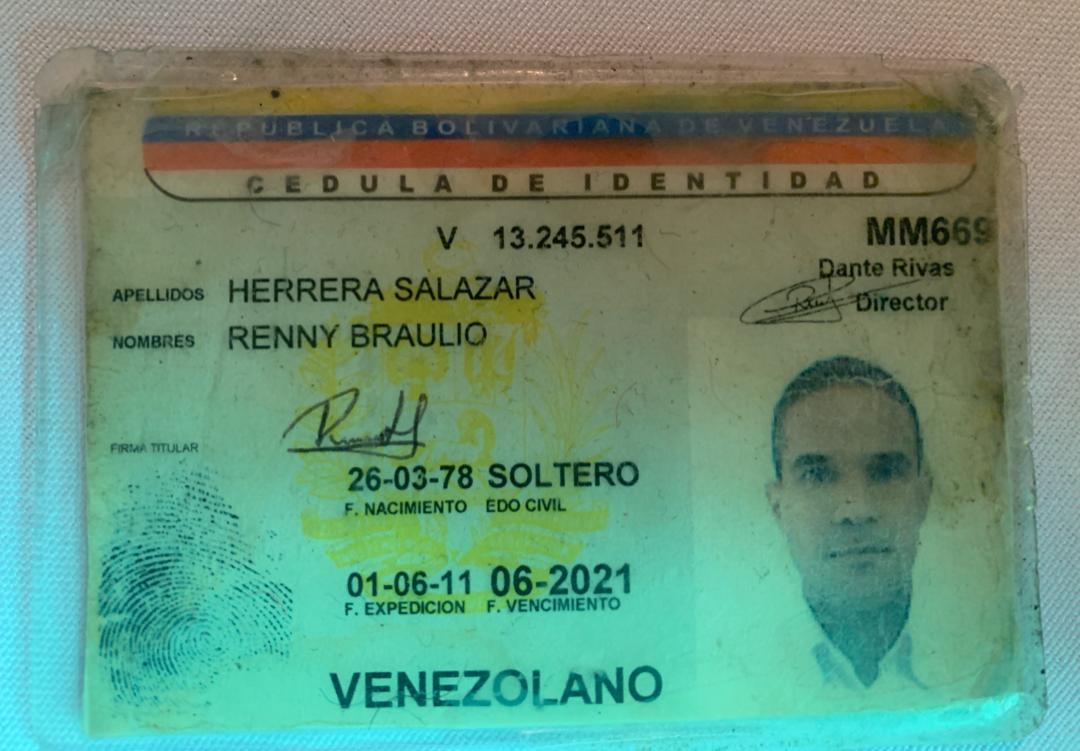 REPUBLICA BOLIVARIANA DE VENEZUELA
CEDULA DE IDENTIDAD
V 13.245.511
MM669
Dante Rivas
Director
APELLIDOS HERRERA SALAZAR
NOMBRES RENNY BRAULIO
FIRMA TITULAR
26-03-78 SOLTERO
F. NACIMIENTO EDO CIVIL
01-06-11 06-2021
F. EXPEDICION F. VENCIMIENTO
VENEZOLANO